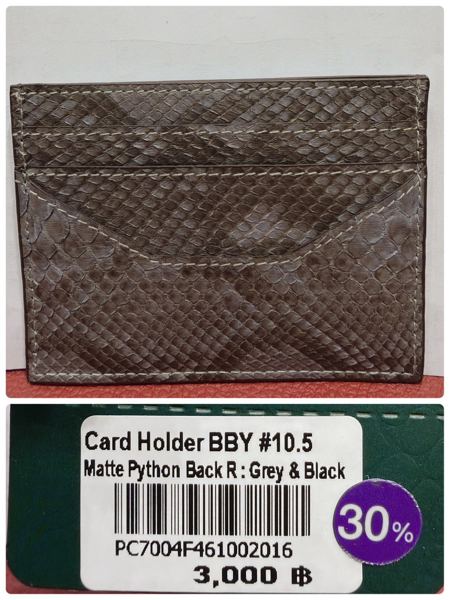 Card Holder BBY #10.5
Matte Python Back R : Grey & Black
PC7004F461002016
3,000 ฿
30%